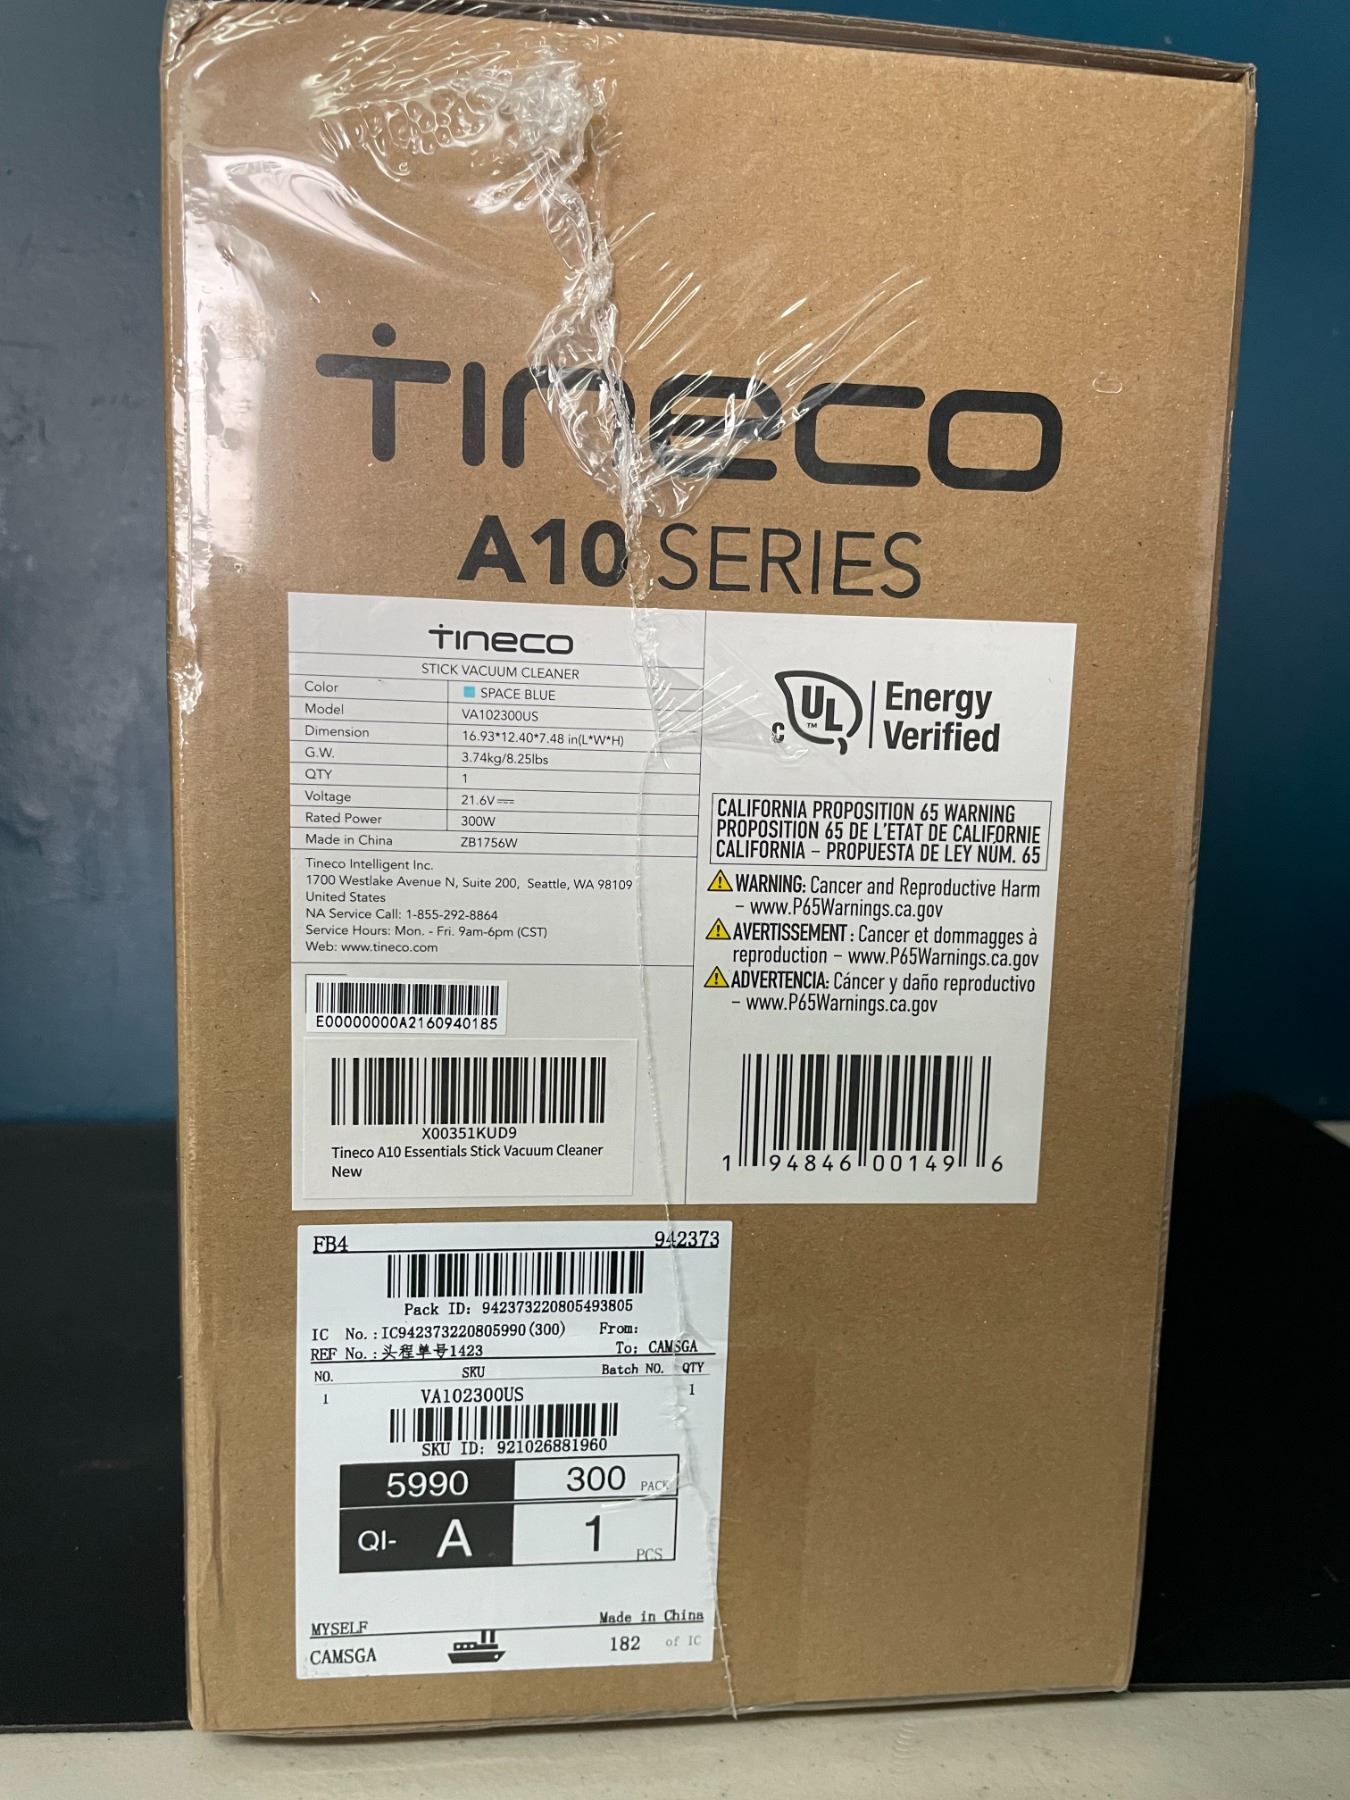 TINECO
A10 SERIES
TINECO
STICK VACUUM CLEANER
Color SPACE BLUE
Model VA102300US
Dimension 16.93*12.40*7.48 in(L*W*H)
G.W. 3.74kg/8.25lbs
QTY 1
Voltage 21.6V⎓
Rated Power 300W
Made in China ZB1756W
Tineco Intelligent Inc.
1700 Westlake Avenue N, Suite 200, Seattle, WA 98109
United States
NA Service Call: 1-855-292-8864
Service Hours: Mon. - Fri. 9am-6pm (CST)
Web: www.tineco.com
E00000000A2160940185
X00351KUD9
Tineco A10 Essentials Stick Vacuum Cleaner
New
C UL ™ Energy
Verified
CALIFORNIA PROPOSITION 65 WARNING
PROPOSITION 65 DE L'ETAT DE CALIFORNIE
CALIFORNIA – PROPUESTA DE LEY NÚM. 65
WARNING: Cancer and Reproductive Harm
– www.P65Warnings.ca.gov
AVERTISSEMENT : Cancer et dommagges à
reproduction – www.P65Warnings.ca.gov
ADVERTENCIA: Cáncer y daño reproductivo
– www.P65Warnings.ca.gov
1 94846 00149 6
FB4 942373
Pack ID: 942373220805493805
IC No.:IC942373220805990(300) From:
REF No.:头程单号1423 To: CAMSGA
NO. SKU Batch NO. QTY
1 VA102300US 1
SKU ID: 921026881960
5990 300 PACK
QI- A 1 PCS
MYSELF Made in China
CAMSGA 182 of IC